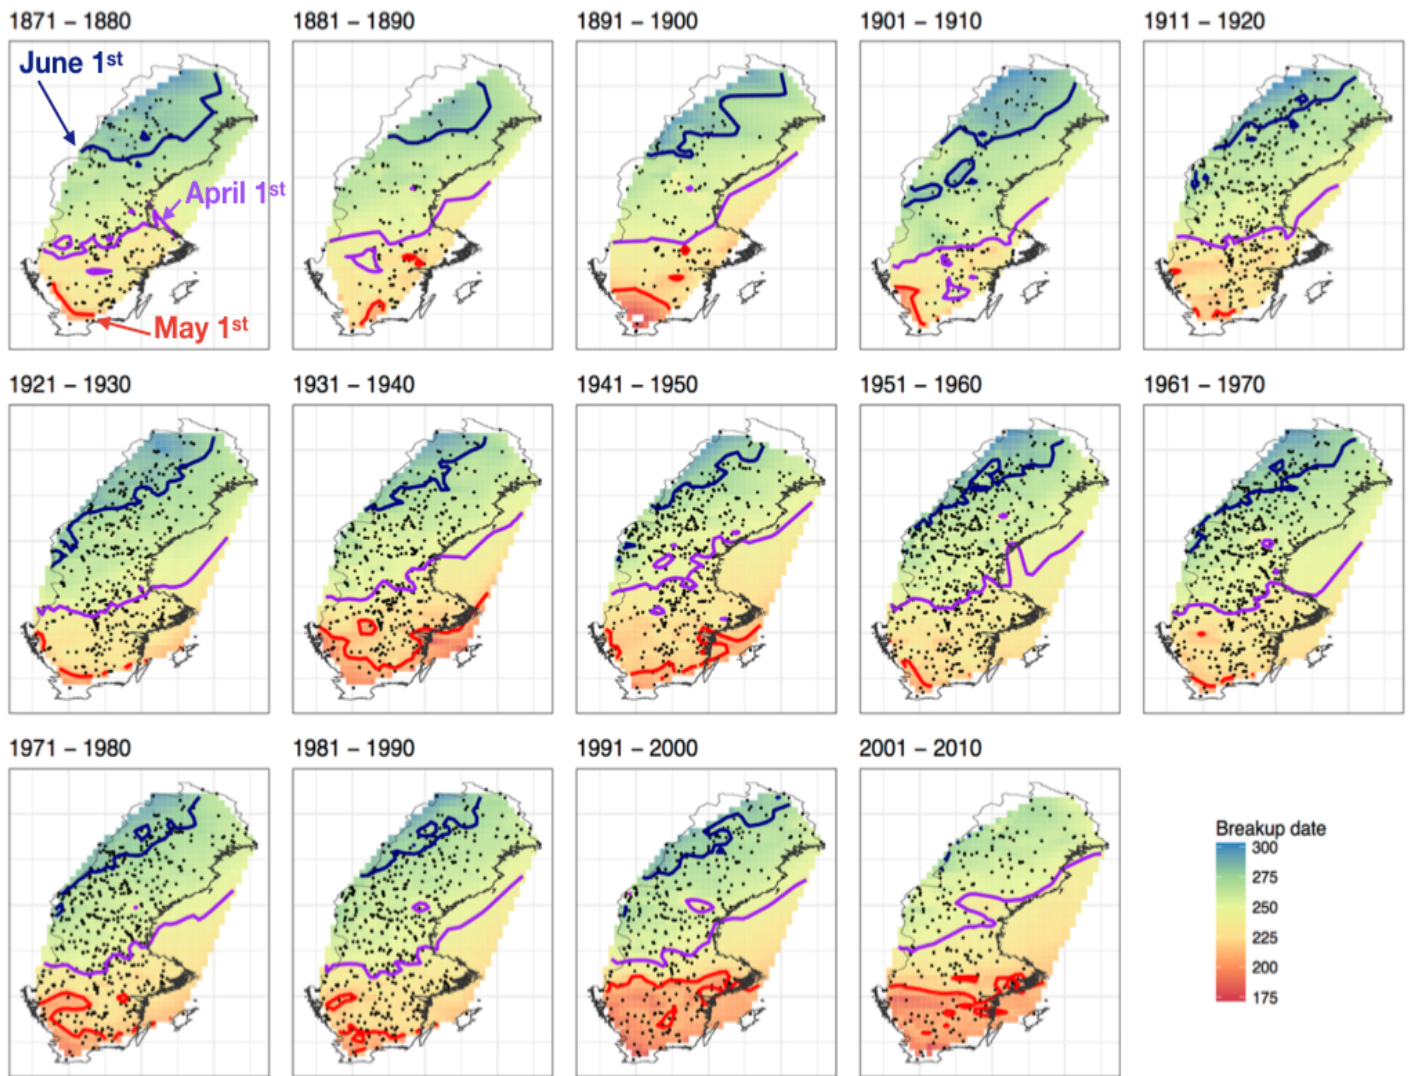 1871 – 1880
1881 – 1890
1891 – 1900
1901 – 1910
1911 – 1920
June 1st
April 1st
May 1st
1921 – 1930
1931 – 1940
1941 – 1950
1951 – 1960
1961 – 1970
1971 – 1980
1981 – 1990
1991 – 2000
2001 – 2010
Breakup date
300
275
250
225
200
175